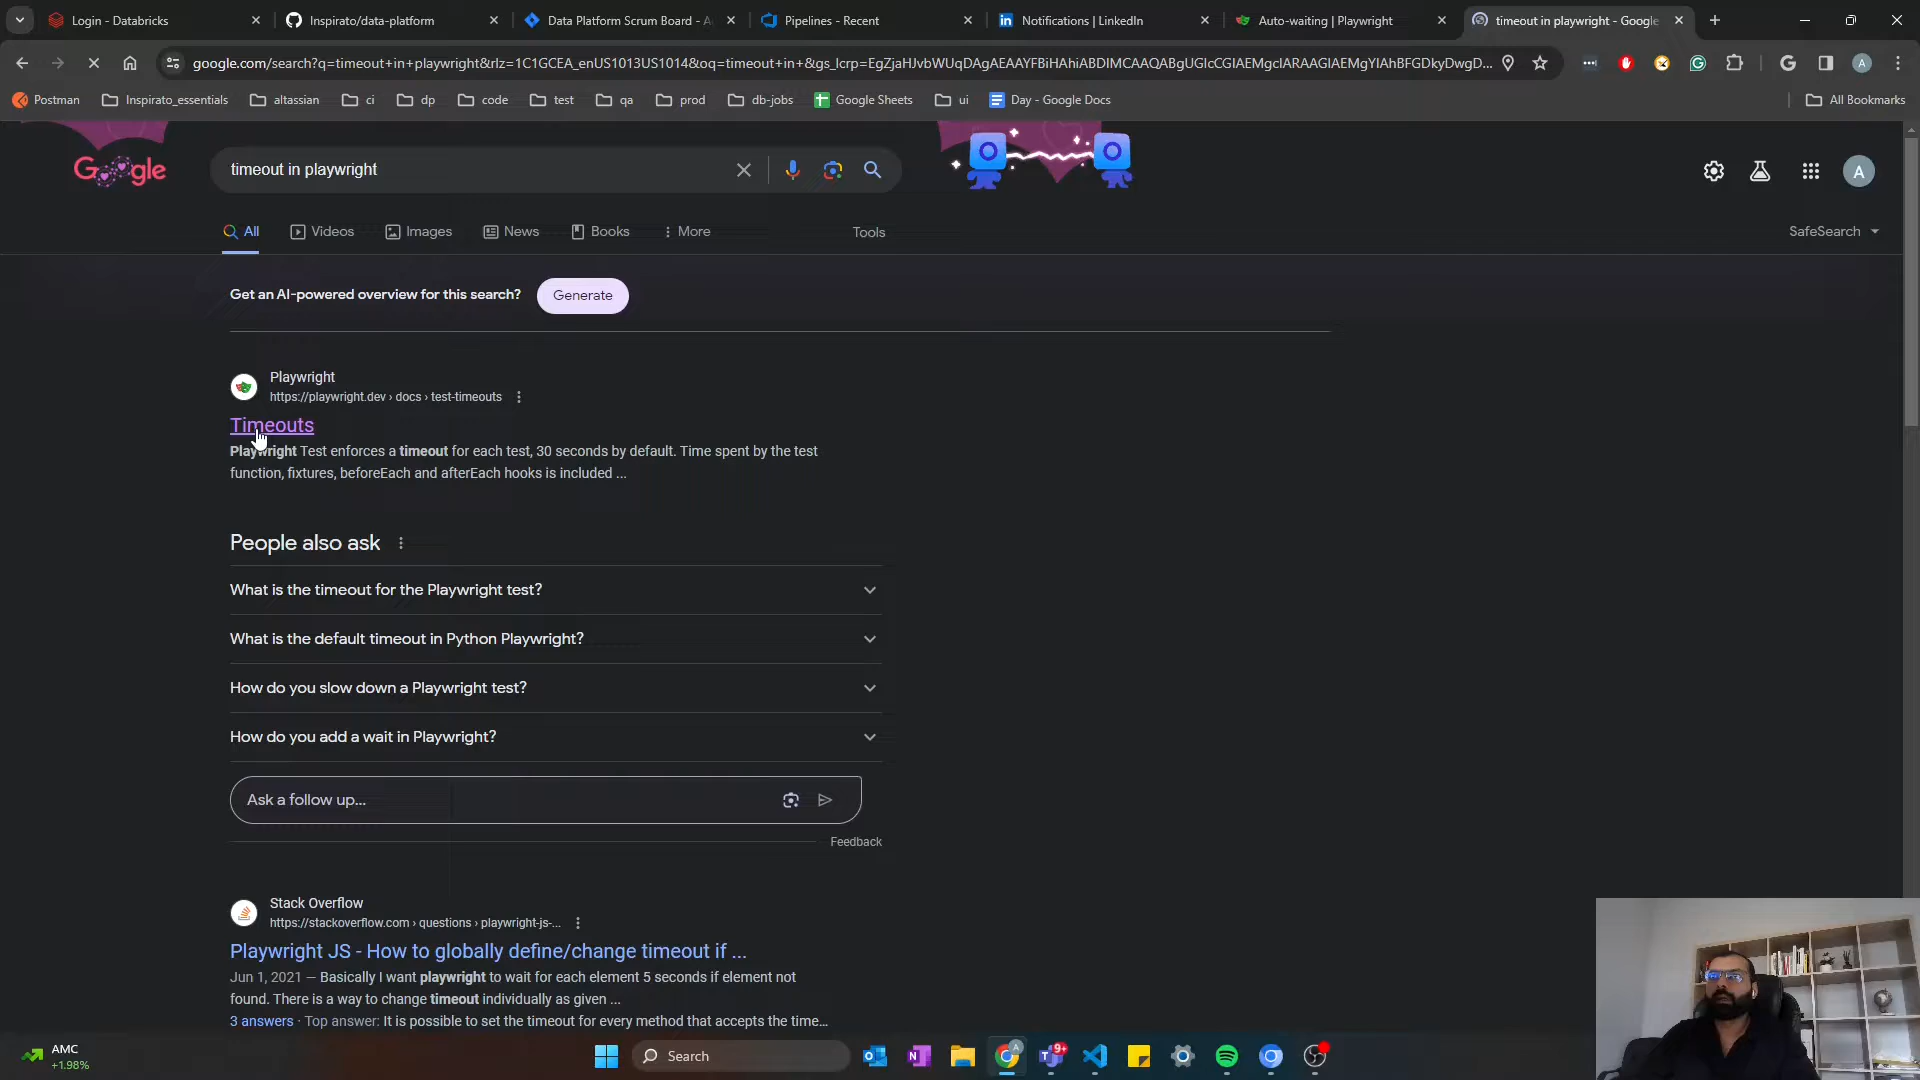 Login - Databricks
Inspirato/data-platform
Data Platform Scrum Board - A
Pipelines - Recent
Notifications | LinkedIn
Auto-waiting | Playwright
timeout in playwright - Google
google.com/search?q=timeout+in+playwright&rlz=1C1GCEA_enUS1013US1014&oq=timeout+in+&gs_lcrp=EgZjaHJvbWUqDAgAEAAYFBiHAhiABDIMCAAQABgUGIcCGIAEMgcIARAAGIAEMgYIAhBFGDkyDwgD...
Postman
Inspirato_essentials
altassian
ci
dp
code
test
qa
prod
db-jobs
Google Sheets
ui
Day - Google Docs
All Bookmarks
Google
timeout in playwright
A
All
Videos
Images
News
Books
More
Tools
SafeSearch
Get an AI-powered overview for this search?
Generate
Playwright
https://playwright.dev › docs › test-timeouts
Timeouts
Playwright Test enforces a timeout for each test, 30 seconds by default. Time spent by the test
function, fixtures, beforeEach and afterEach hooks is included ...
People also ask
What is the timeout for the Playwright test?
What is the default timeout in Python Playwright?
How do you slow down a Playwright test?
How do you add a wait in Playwright?
Ask a follow up...
Feedback
Stack Overflow
https://stackoverflow.com › questions › playwright-js-...
Playwright JS - How to globally define/change timeout if ...
Jun 1, 2021 — Basically I want playwright to wait for each element 5 seconds if element not
found. There is a way to change timeout individually as given ...
3 answers · Top answer: It is possible to set the timeout for every method that accepts the time...
AMC
+1.98%
Search
9+